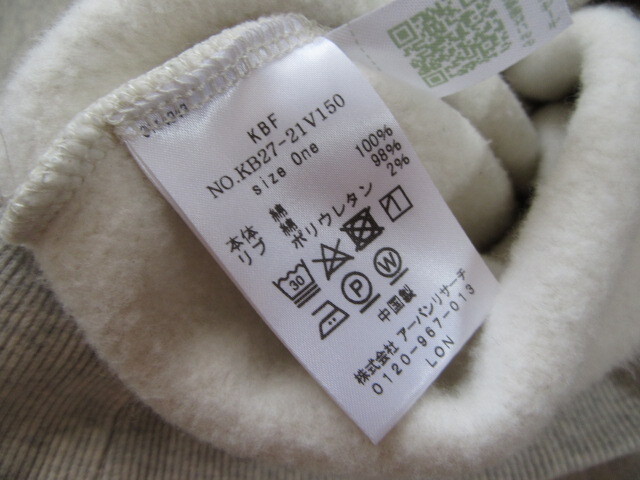 KBF
NO.KB27-21V150
size One
本体 綿 100%
リブ 綿 98%
ポリウレタン 2%
30
P W
中国製
株式会社 アーバンリサーチ
0120-967-013
LON